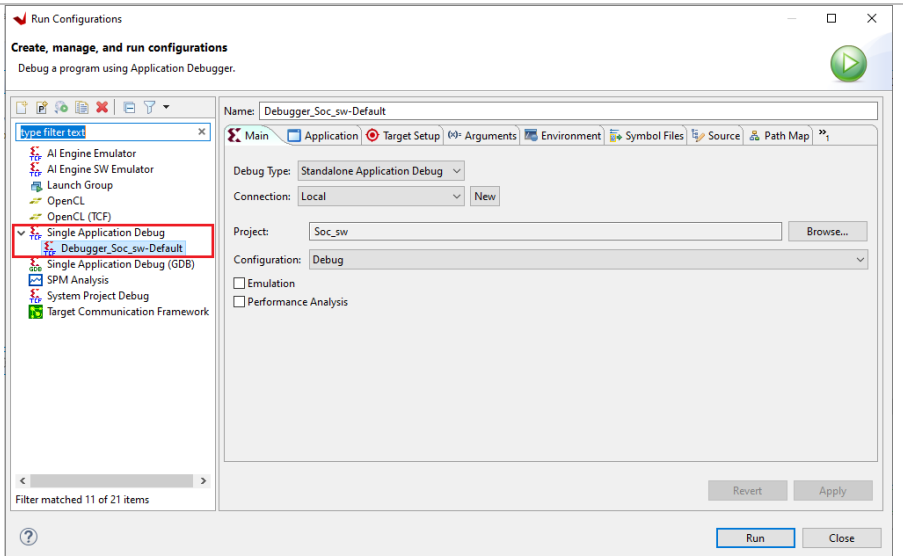 Run Configurations
Create, manage, and run configurations
Debug a program using Application Debugger.
type filter text
AI Engine Emulator
AI Engine SW Emulator
Launch Group
OpenCL
OpenCL (TCF)
Single Application Debug
Debugger_Soc_sw-Default
Single Application Debug (GDB)
SPM Analysis
System Project Debug
Target Communication Framework
Filter matched 11 of 21 items
Name: Debugger_Soc_sw-Default
Main Application Target Setup (x)= Arguments Environment Symbol Files Source Path Map »1
Debug Type: Standalone Application Debug
Connection: Local New
Project: Soc_sw Browse...
Configuration: Debug
Emulation
Performance Analysis
Revert Apply
? Run Close